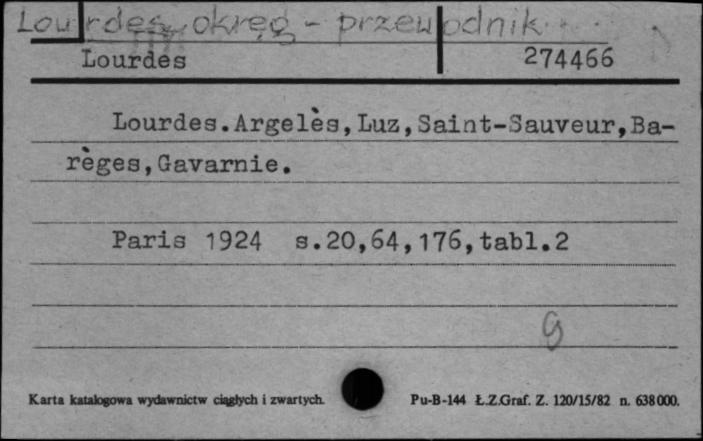 Lourdes, okręg - przewodnik
Lourdes 274466
Lourdes.Argelès,Luz,Saint-Sauveur,Ba-
règes,Gavarnie.
Paris 1924 s.20,64,176,tabl.2
g
Karta katalogowa wydawnictw ciągłych i zwartych. Pu-B-144 Ł.Z.Graf. Z. 120/15/82 n. 638000.